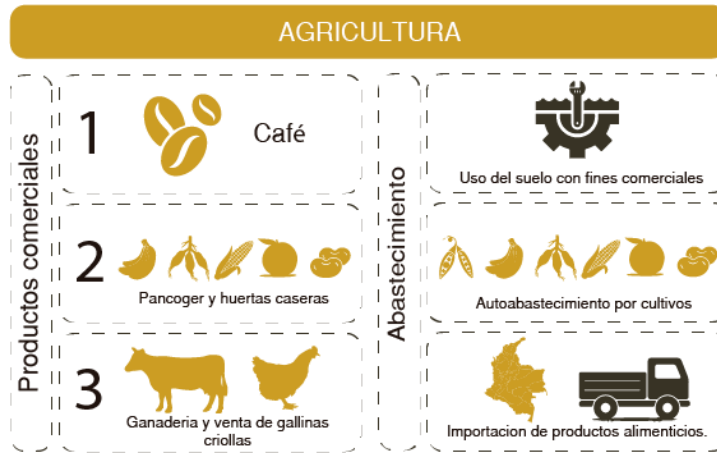 AGRICULTURA
Productos comerciales
1
Café
2
Pancoger y huertas caseras
3
Ganaderia y venta de gallinas
criollas
Abastecimiento
Uso del suelo con fines comerciales
Autoabastecimiento por cultivos
Importacion de productos alimenticios.